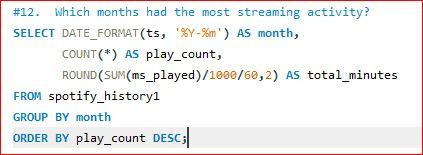 #12.  Which months had the most streaming activity?
SELECT DATE_FORMAT(ts, '%Y-%m') AS month,
       COUNT(*) AS play_count,
       ROUND(SUM(ms_played)/1000/60,2) AS total_minutes
FROM spotify_history1
GROUP BY month
ORDER BY play_count DESC;